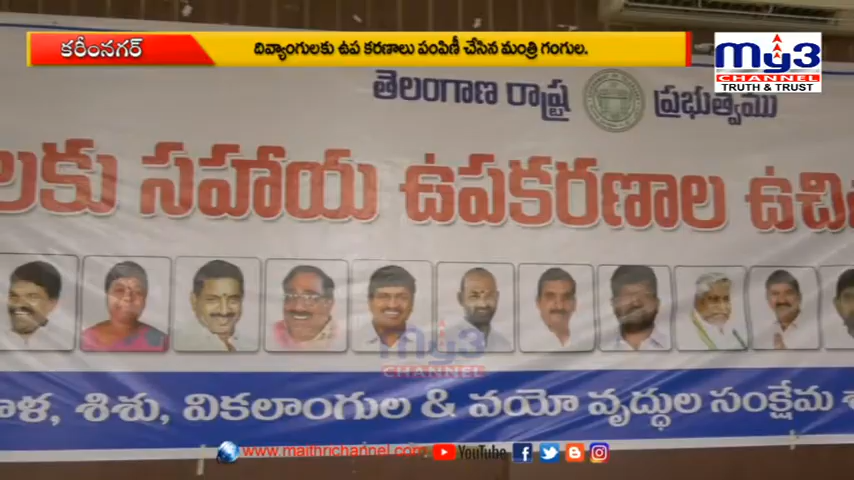 కరీంనగర్
దివ్యాంగులకు ఉప కరణాలు పంపిణీ చేసిన మంత్రి గంగుల.
my3
CHANNEL
TRUTH & TRUST
తెలంగాణ రాష్ట్ర ప్రభుత్వము
లకు సహాయ ఉపకరణాల ఉచి
my3
CHANNEL
శిశు, వికలాంగుల & వయో వృద్ధుల సంక్షేమ
www.maithrichannel.com
YouTube